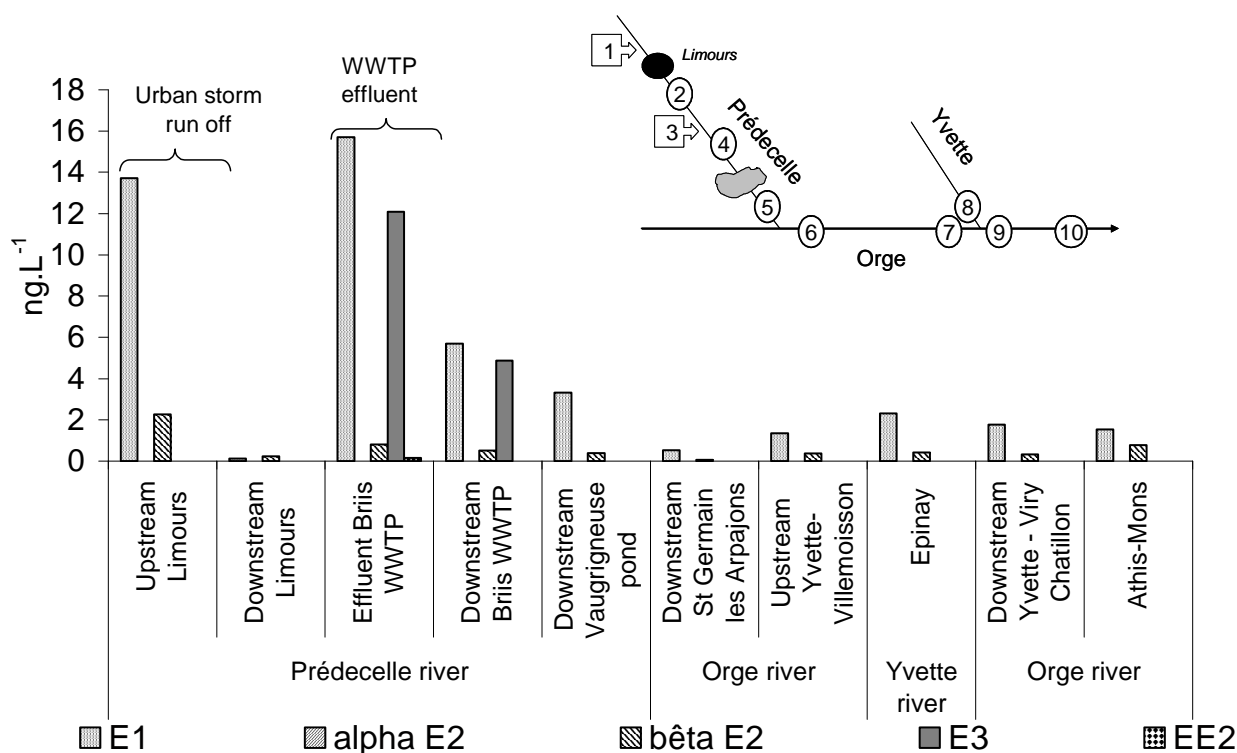 Urban storm
run off
WWTP
effluent
ng.L-1
18
16
14
12
10
8
6
4
2
0
1
Limours
2
3
4
Prédecelle
5
6
Yvette
7
8
9
10
Orge
Upstream
Limours
Downstream
Limours
Effluent Briis
WWTP
Downstream
Briis WWTP
Downstream
Vaugrigneuse
pond
Downstream
St Germain
les Arpajons
Upstream
Yvette-
Villemoisson
Epinay
Downstream
Yvette - Viry
Chatillon
Athis-Mons
Prédecelle river
Orge river
Yvette
river
Orge river
E1
alpha E2
bêta E2
E3
EE2